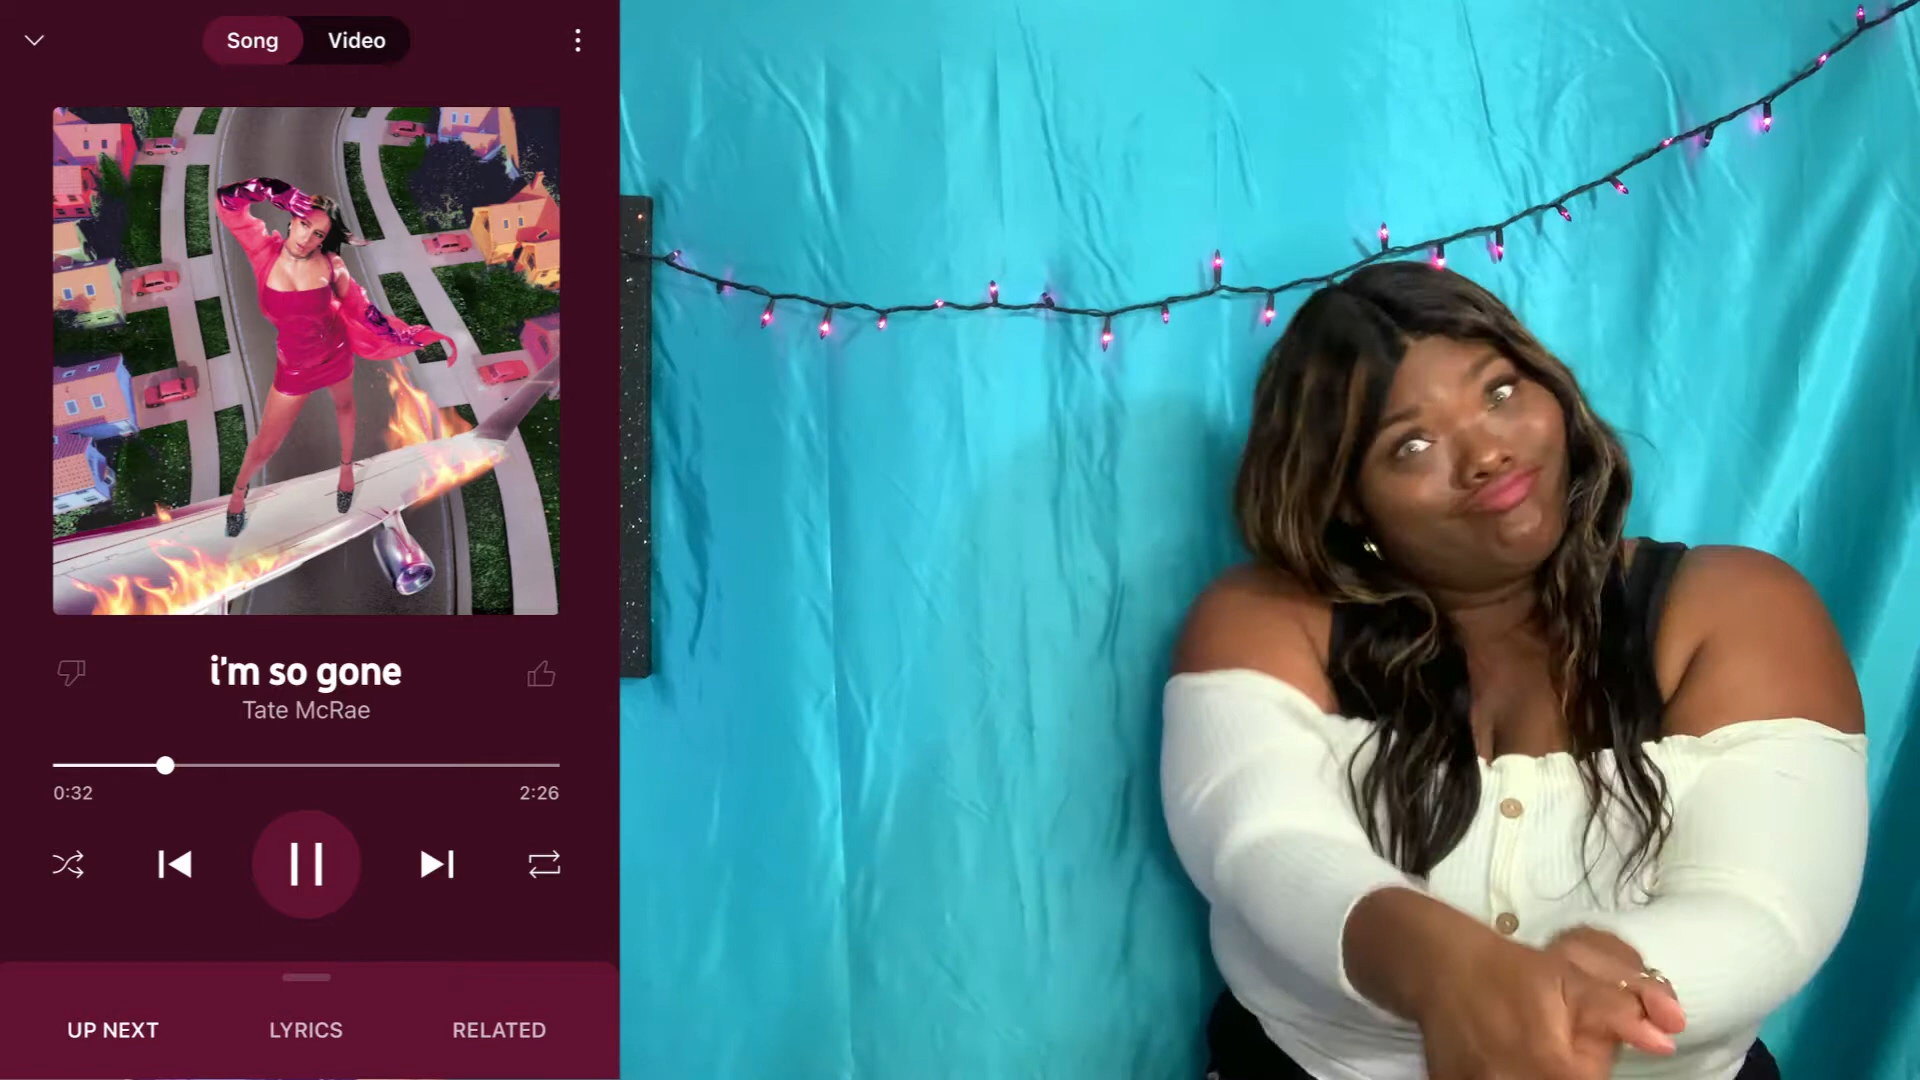 Song Video
i'm so gone
Tate McRae
0:32 2:26
UP NEXT LYRICS RELATED